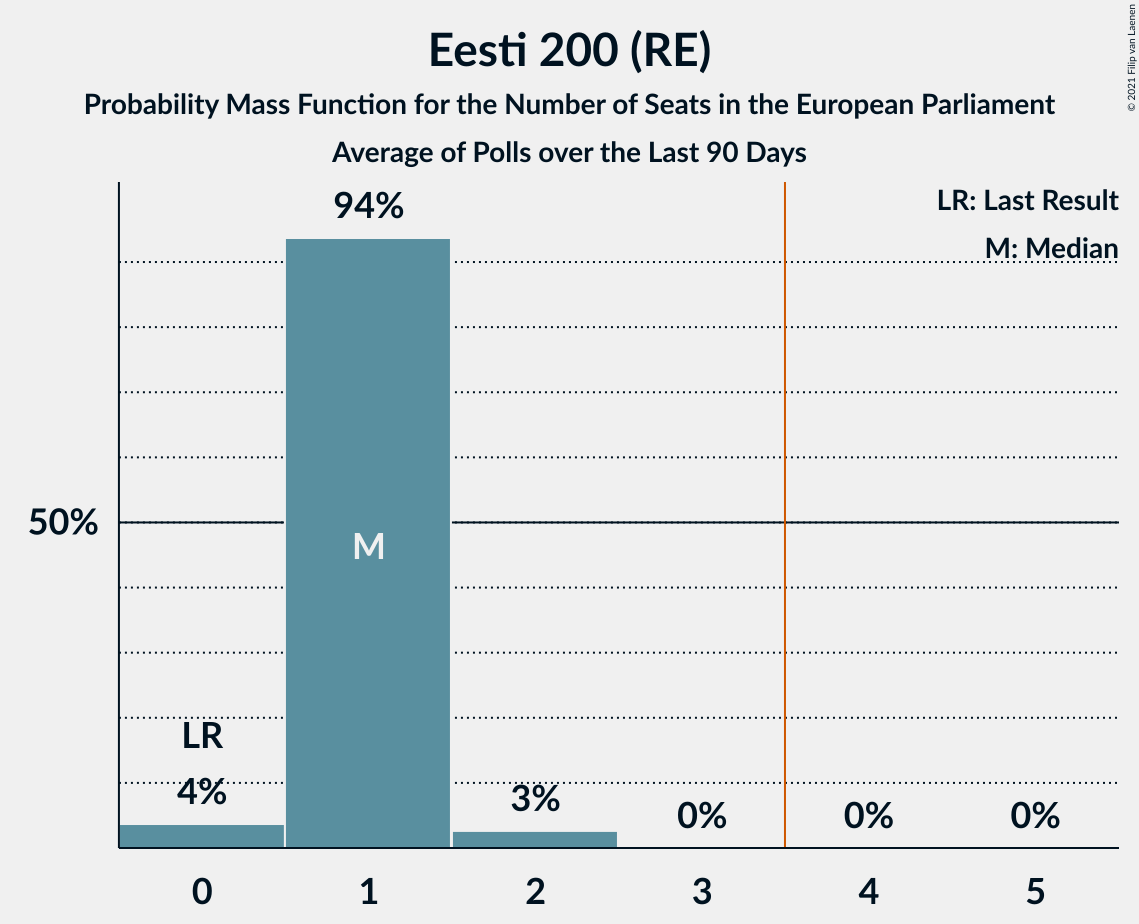 Eesti 200 (RE)
Probability Mass Function for the Number of Seats in the European Parliament
Average of Polls over the Last 90 Days
© 2021 Filip van Laenen
LR: Last Result
M: Median
94%
50%
M
LR
4%
3%
0%
0%
0%
0
1
2
3
4
5